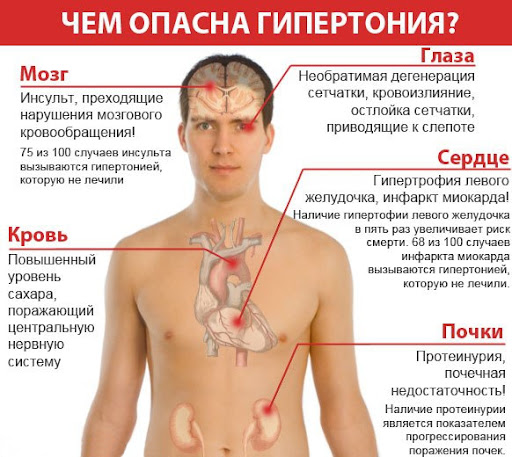 ЧЕМ ОПАСНА ГИПЕРТОНИЯ?
Мозг
Инсульт, преходящие
нарушения мозгового
кровообращения!
75 из 100 случаев инсульта
вызываются гипертонией,
которую не лечили
Глаза
Необратимая дегенерация
сетчатки, кровоизлияние,
остлойка сетчатки,
приводящие к слепоте
Сердце
Гипертрофия левого
желудочка, инфаркт миокарда!
Наличие гипертофии левого желудочка
в пять раз увеличивает риск
смерти. 68 из 100 случаев
инфаркта миокарда
вызываются гипертонией,
которую не лечили.
Кровь
Повышенный
уровень
сахара,
поражающий
центральную
нервную
систему
Почки
Протеинурия,
почечная
недостаточность!
Наличие протеинурии
является показателем
прогрессирования
поражения почек.